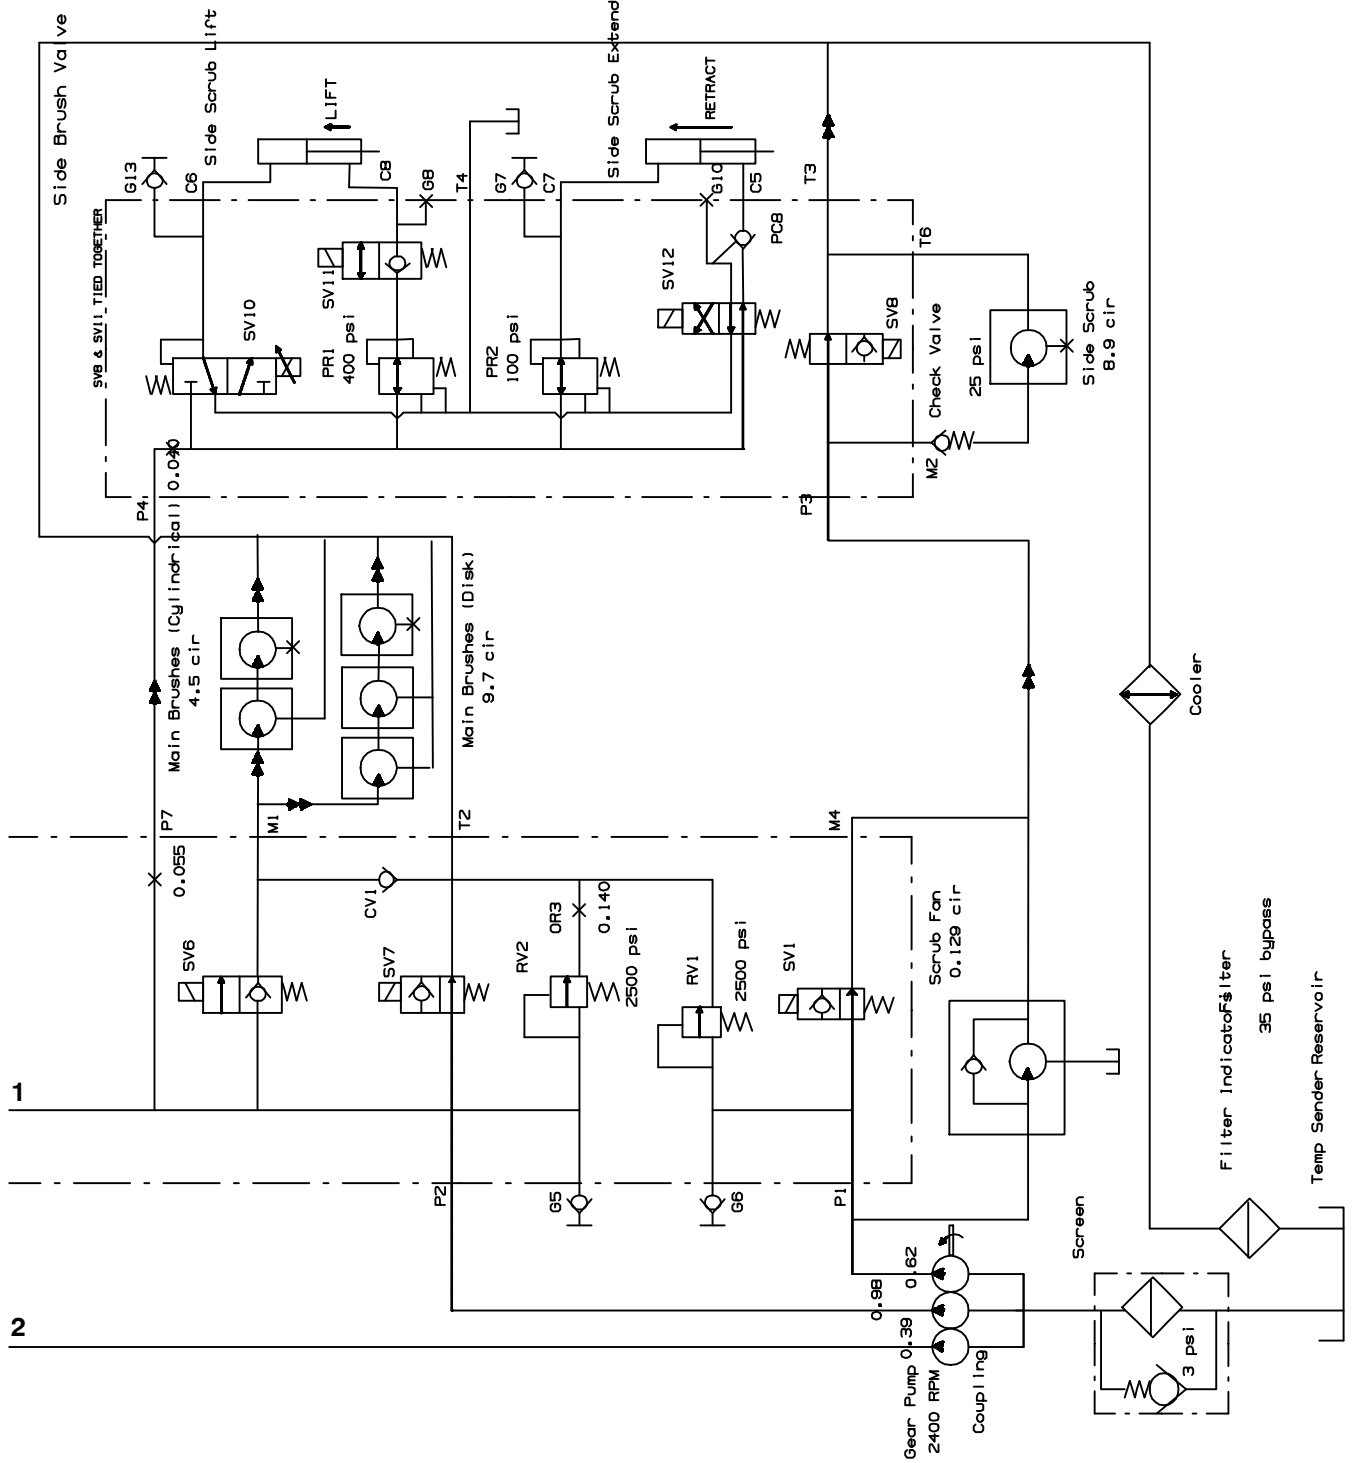 Side Brush Valve
SV8 & SV11 TIED TOGETHER
G13
C6
Side Scrub Lift
LIFT
C8
G8
T4
G7
C7
Side Scrub Extend
RETRACT
G10
C5
PC8
T3
T6
SV10
SV11
PR1
400 psi
PR2
100 psi
SV12
SV8
Check Valve
25 psi
Side Scrub
8.9 cir
M2
P3
P4
0.040
Main Brushes (Cylindrical)
4.5 cir
Main Brushes (Disk)
9.7 cir
Cooler
P7
M1
T2
M4
0.055
CV1
OR3
0.140
SV6
SV7
RV2
2500 psi
RV1
2500 psi
SV1
Scrub Fan
0.129 cir
1
P2
G5
G6
P1
2
0.98
0.62
Gear Pump 0.39
2400 RPM
Coupling
Screen
3 psi
Filter Indicator
Filter
35 psi bypass
Temp Sender Reservoir